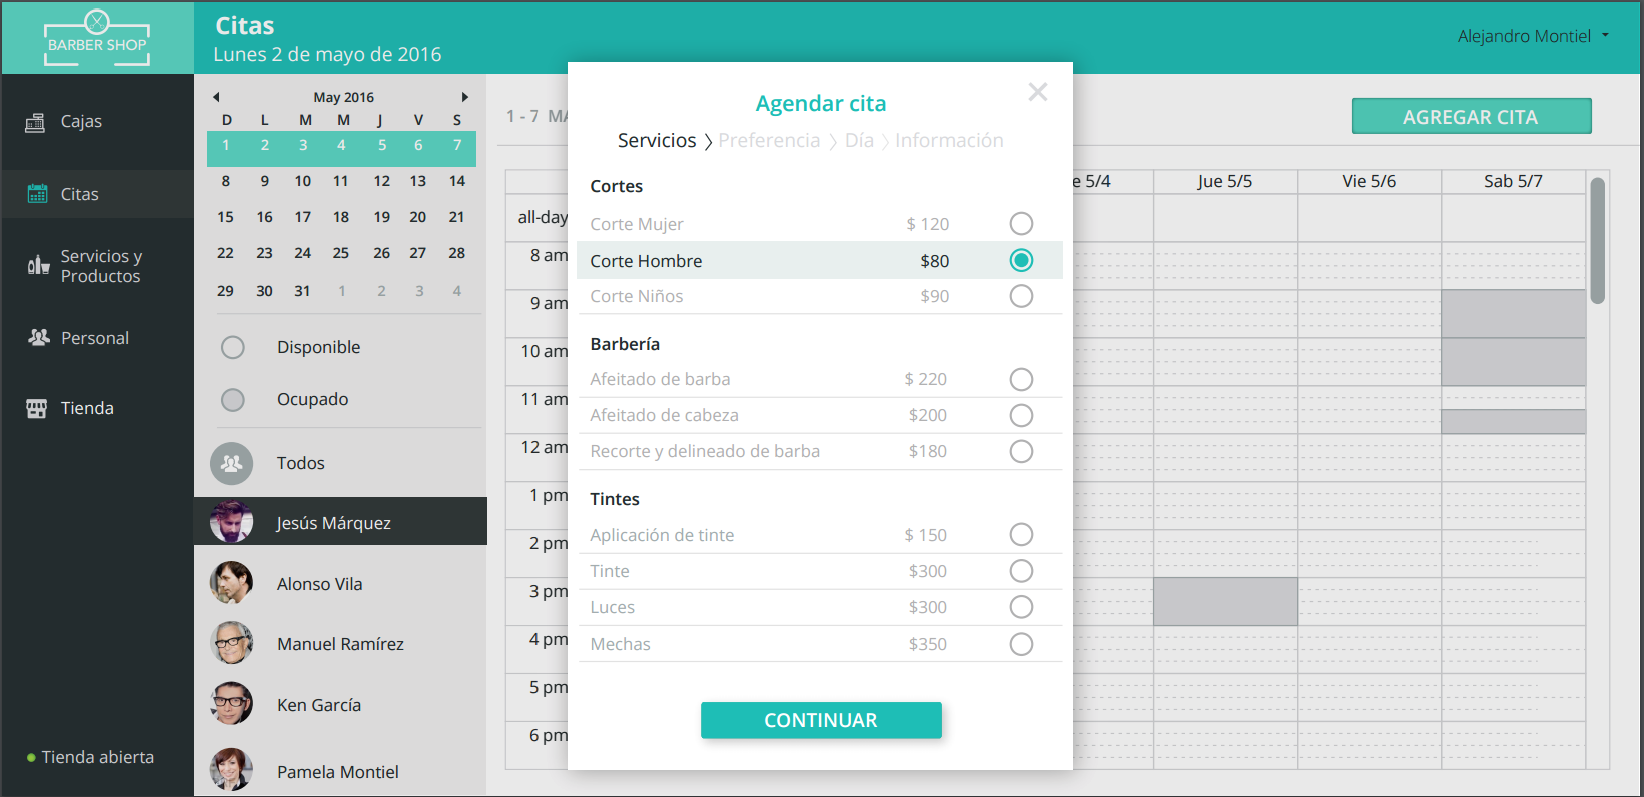 BARBER SHOP
Citas
Lunes 2 de mayo de 2016
Alejandro Montiel
Cajas
Citas
Servicios y
Productos
Personal
Tienda
Tienda abierta
May 2016
D L M M J V S
1 2 3 4 5 6 7
8 9 10 11 12 13 14
15 16 17 18 19 20 21
22 23 24 25 26 27 28
29 30 31 1 2 3 4
Disponible
Ocupado
Todos
Jesús Márquez
Alonso Vila
Manuel Ramírez
Ken García
Pamela Montiel
1 - 7 MA
AGREGAR CITA
e 5/4 Jue 5/5 Vie 5/6 Sab 5/7
all-day
8 am
9 am
10 am
11 am
12 am
1 pm
2 pm
3 pm
4 pm
5 pm
6 pm
Agendar cita
Servicios Preferencia Día Información
Cortes
Corte Mujer $ 120
Corte Hombre $80
Corte Niños $90
Barbería
Afeitado de barba $ 220
Afeitado de cabeza $200
Recorte y delineado de barba $180
Tintes
Aplicación de tinte $ 150
Tinte $300
Luces $300
Mechas $350
CONTINUAR